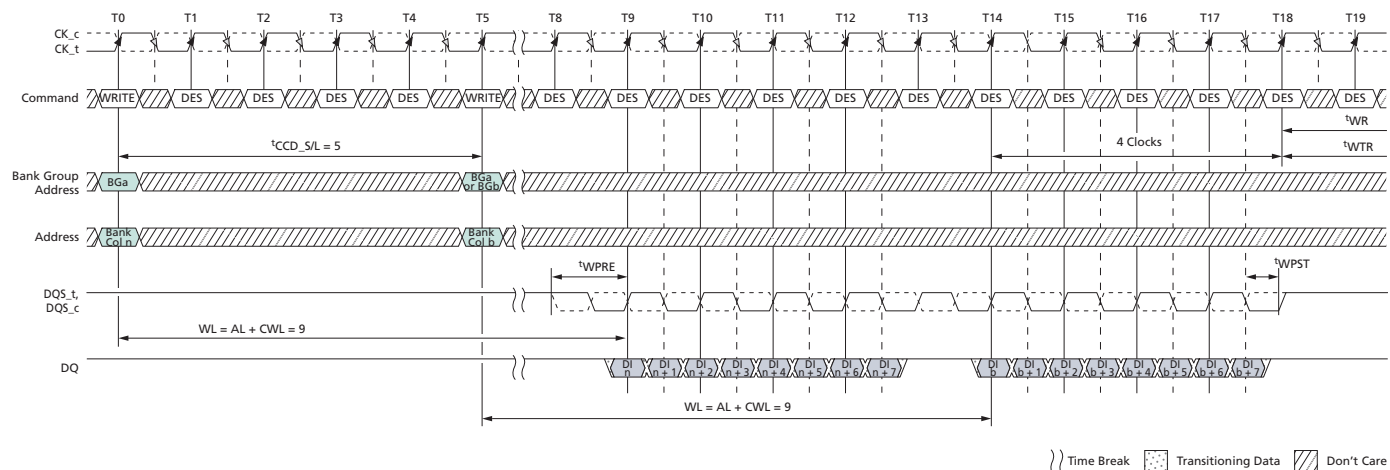 T0 T1 T2 T3 T4 T5 T8 T9 T10 T11 T12 T13 T14 T15 T16 T17 T18 T19
CK_c
CK_t
Command WRITE DES DES DES DES WRITE DES DES DES DES DES DES DES DES DES DES DES DES
tWR
tCCD_S/L = 5 4 Clocks tWTR
Bank Group
Address
BGa
BGa
or BGb
Address
Bank
Col n
Bank
Col b
tWPRE tWPST
DQS_t,
DQS_c
WL = AL + CWL = 9
DQ
DI
n
DI
n + 1
DI
n + 2
DI
n + 3
DI
n + 4
DI
n + 5
DI
n + 6
DI
n + 7
DI
b
DI
b + 1
DI
b + 2
DI
b + 3
DI
b + 4
DI
b + 5
DI
b + 6
DI
b + 7
WL = AL + CWL = 9
Time Break Transitioning Data Don't Care